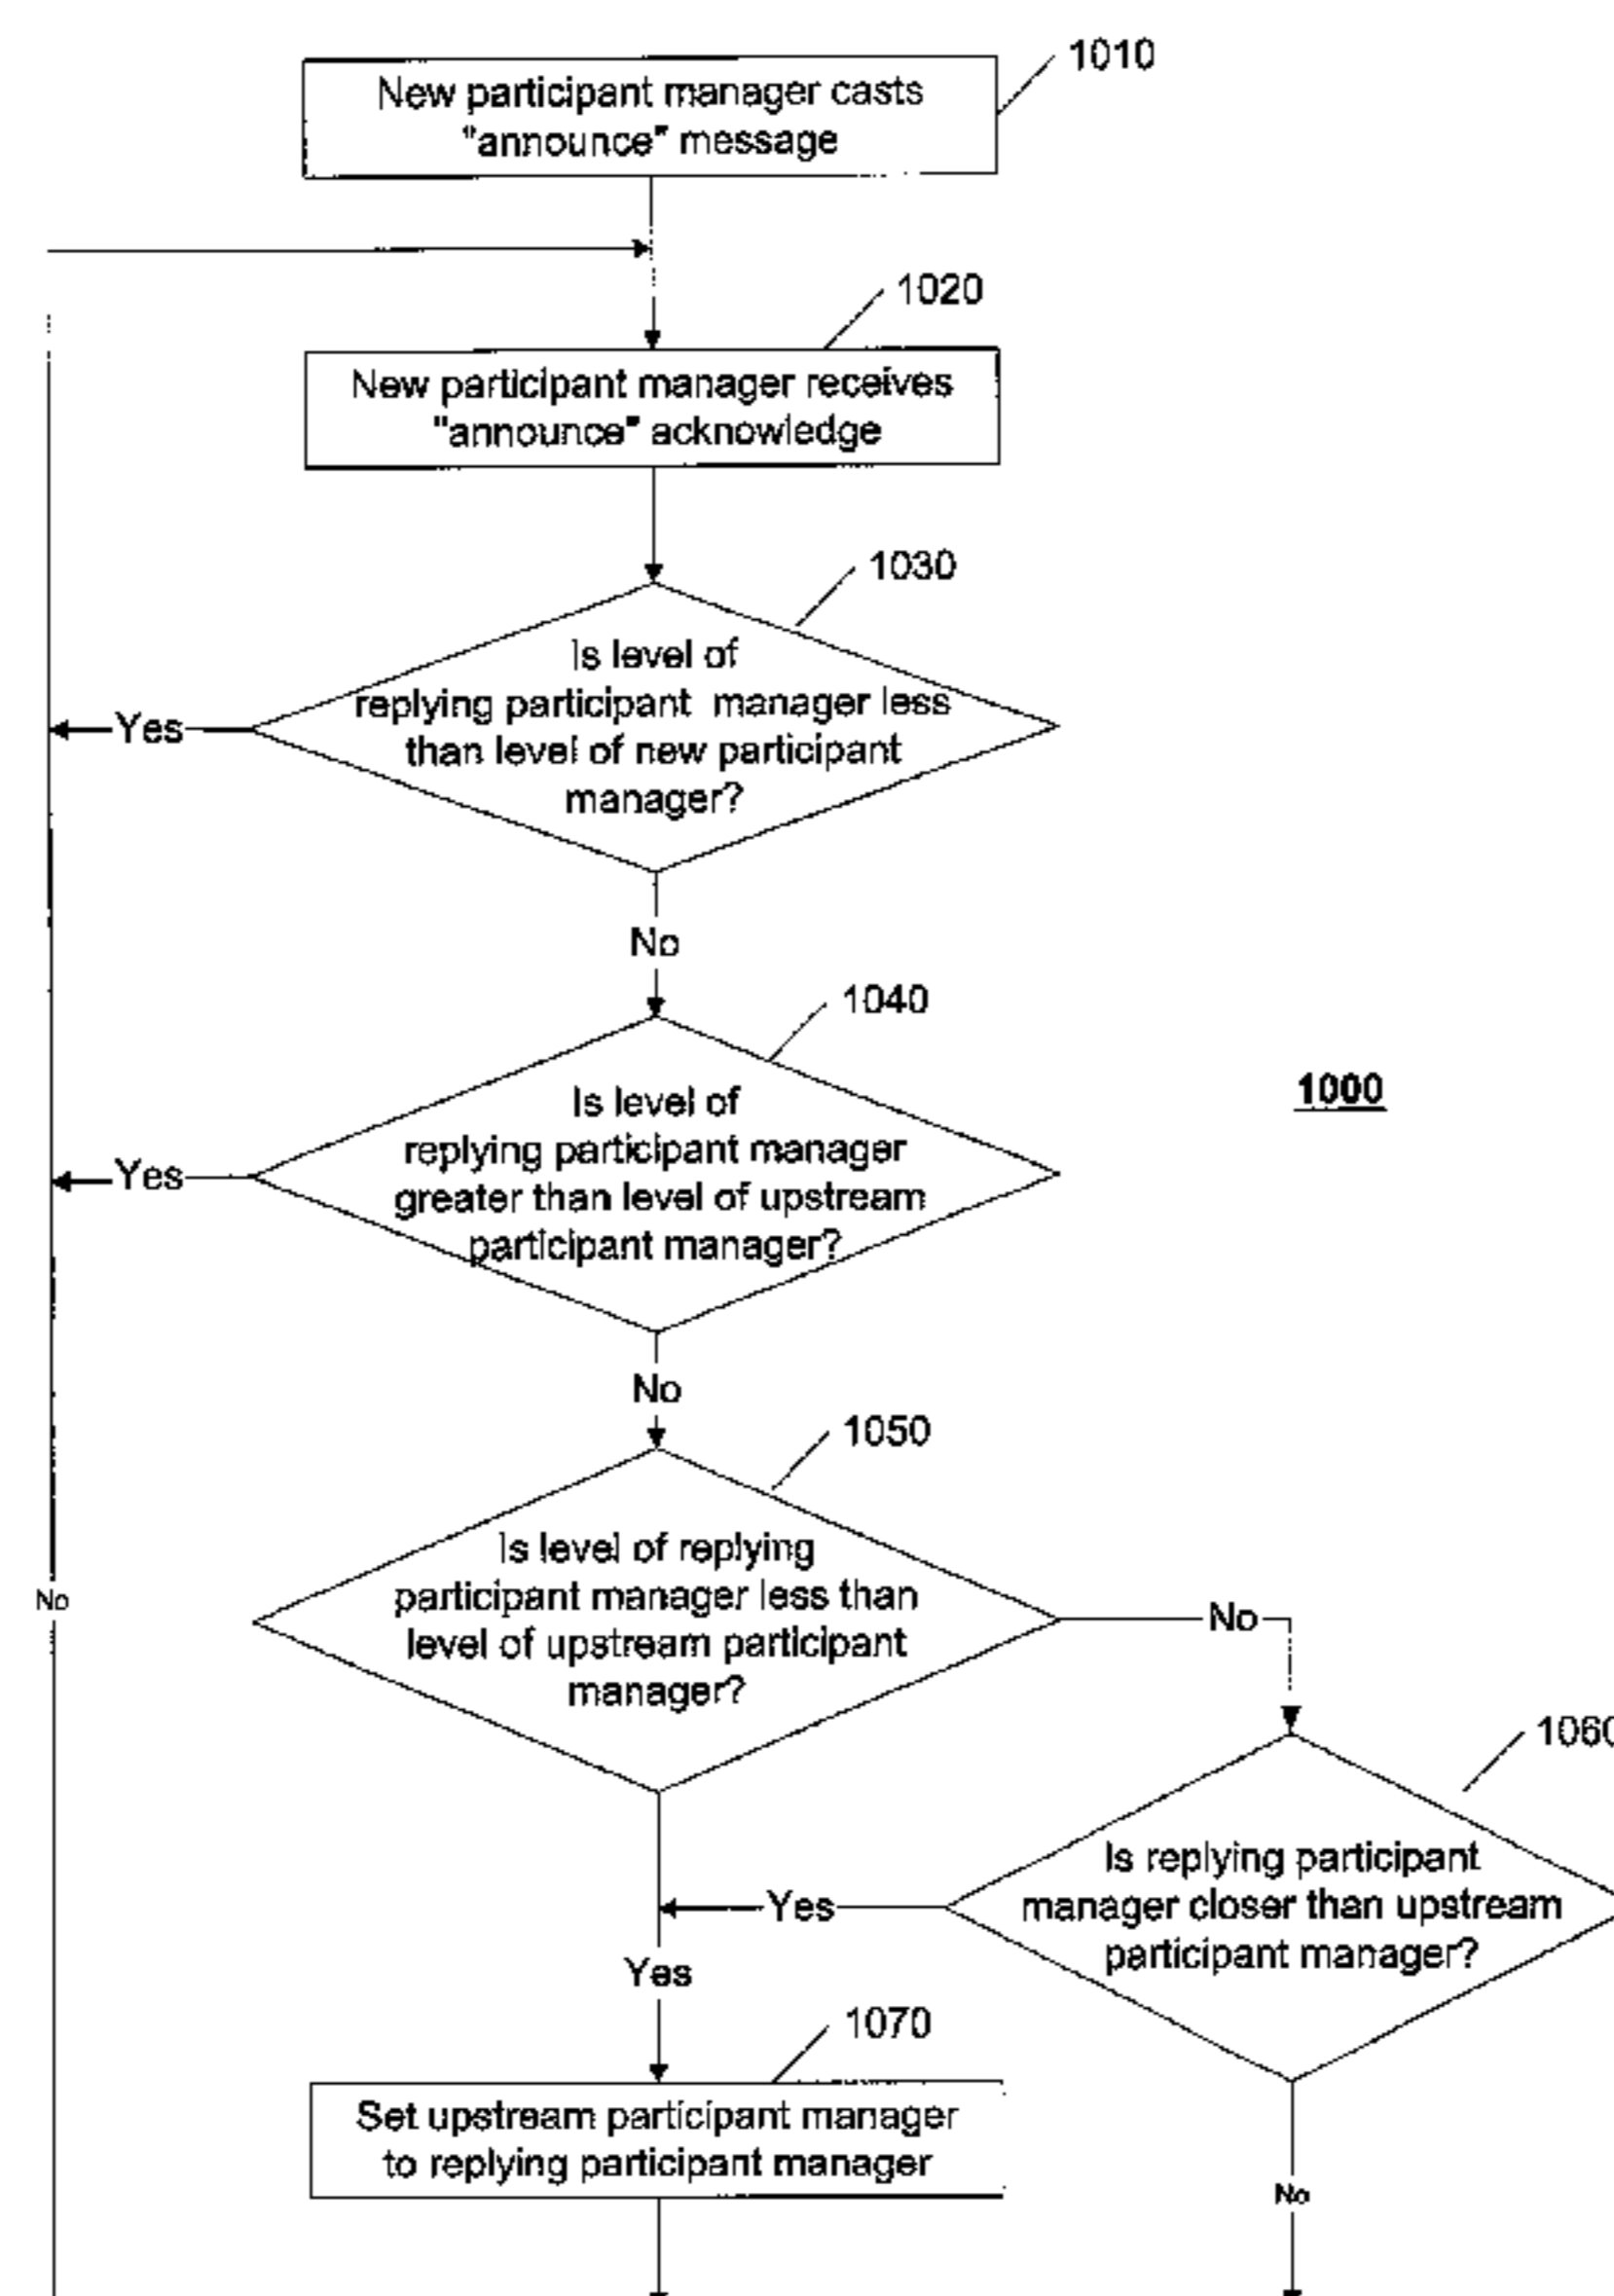 1010
New participant manager casts
"announce" message
1020
New participant manager receives
"announce" acknowledge
1030
Is level of
replying participant manager less
than level of new participant
manager?
Yes
No
1040
1000
Is level of
replying participant manager
greater than level of upstream
participant manager?
Yes
No
1050
Is level of replying
participant manager less than
level of upstream participant
manager?
No
No
1060
Is replying participant
manager closer than upstream
participant manager?
Yes
Yes
1070
Set upstream participant manager
to replying participant manager
No